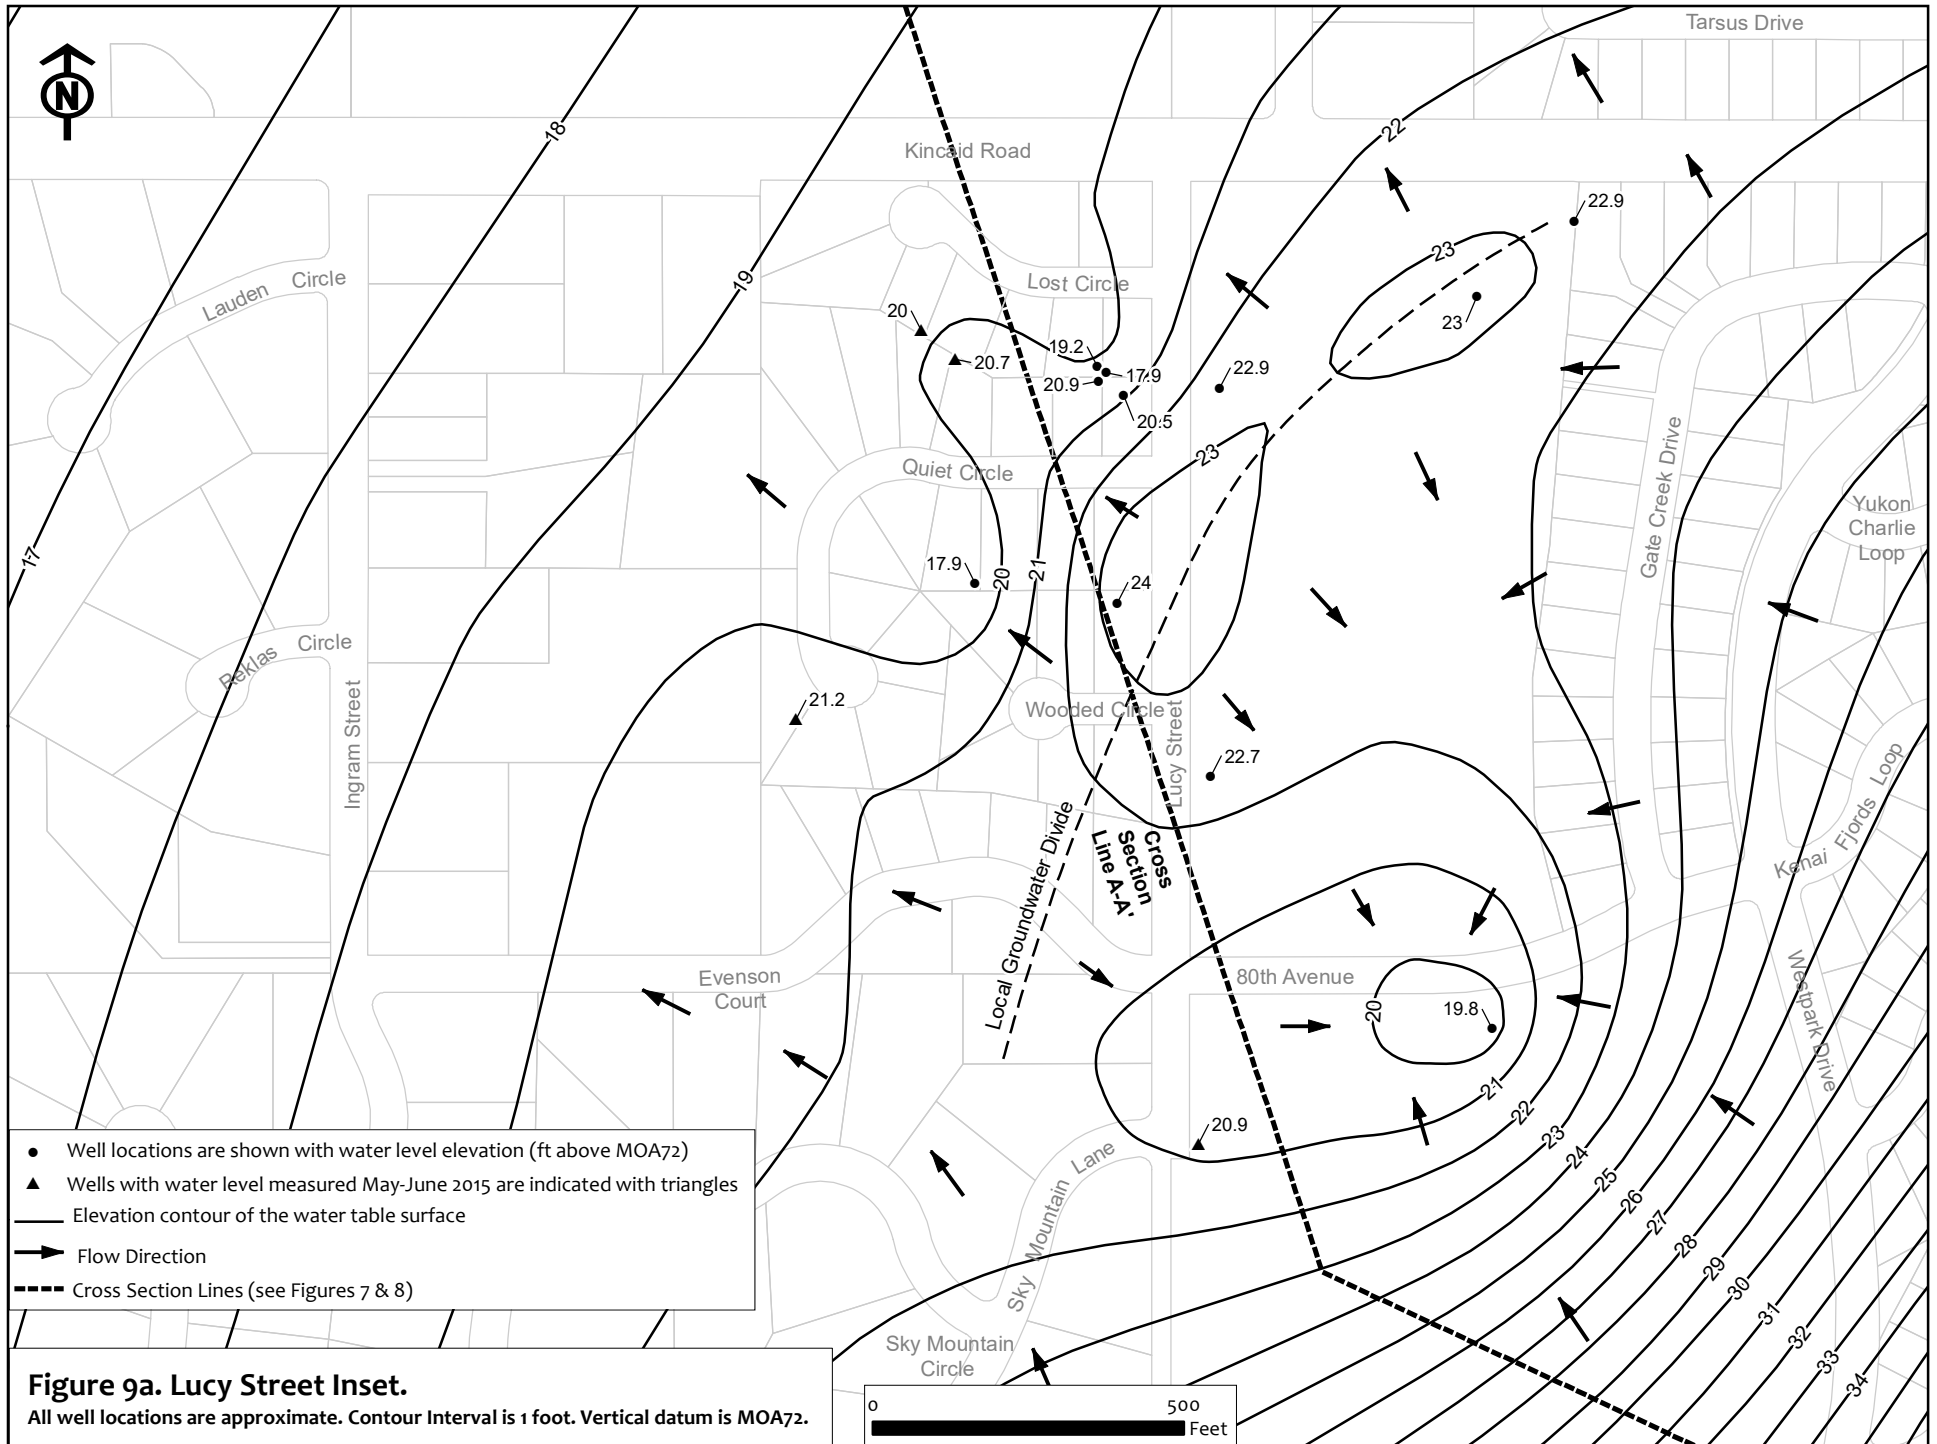 Tarsus Drive
N
18
22
Kincaid Road
22.9
23
19
Lost Circle
Lauden Circle
20
23
19.2
20.7
17.9
22.9
20.9
20.5
23
Quiet Circle
Gate Creek Drive
Yukon
Charlie
Loop
17
17.9
20
21
24
Reklas Circle
21.2
Wooded Circle
Ingram Street
Lucy Street
22.7
Kenai Fjords Loop
Local Groundwater Divide
Cross
Section
Line A-A'
Evenson
Court
80th Avenue
Westpark Drive
20
19.8
21
22
23
24
25
26
27
28
29
30
31
32
33
34
20.9
Sky Mountain Lane
Well locations are shown with water level elevation (ft above MOA72)
Wells with water level measured May-June 2015 are indicated with triangles
Elevation contour of the water table surface
Flow Direction
Cross Section Lines (see Figures 7 & 8)
Sky Mountain
Circle
Figure 9a. Lucy Street Inset.
All well locations are approximate. Contour Interval is 1 foot. Vertical datum is MOA72.
0 500
Feet